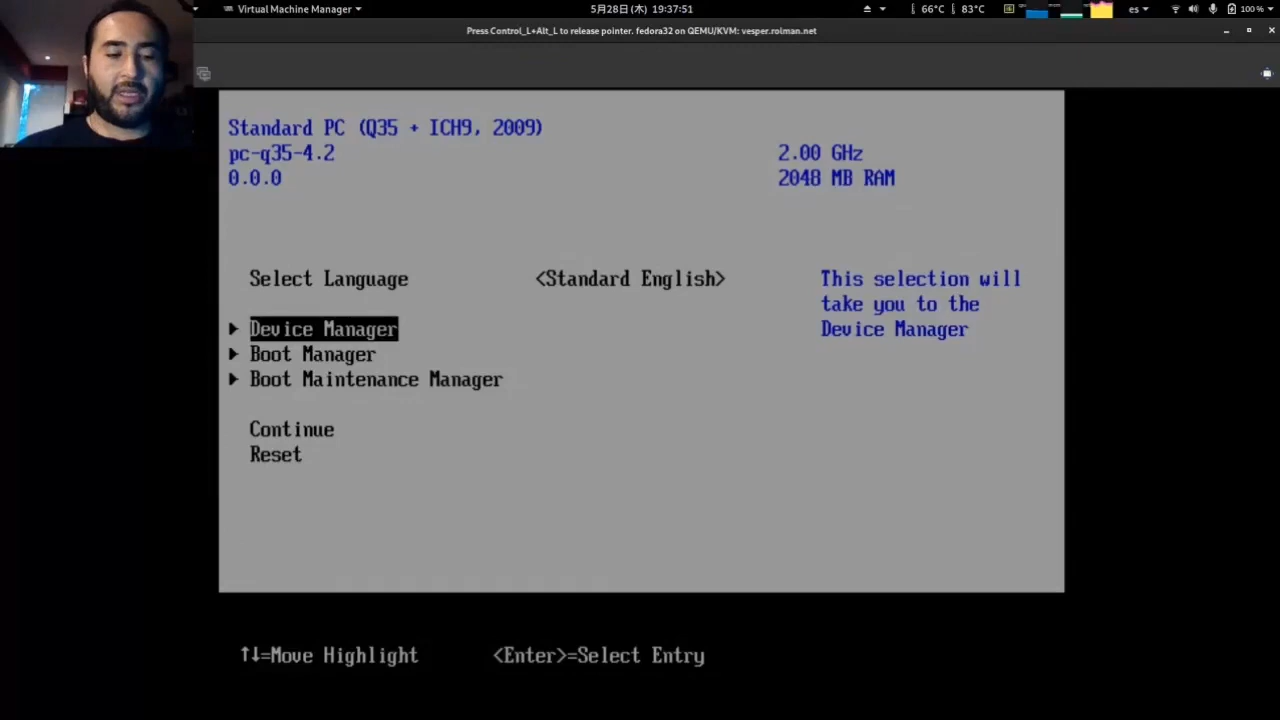 Virtual Machine Manager
5月28日(木) 19:37:51
66°C
83°C
es
100 %
Press Control_L+Alt_L to release pointer. fedora32 on QEMU/KVM: vesper.rolman.net
Standard PC (Q35 + ICH9, 2009)
pc-q35-4.2
2.00 GHz
0.0.0
2048 MB RAM
Select Language
<Standard English>
This selection will
take you to the
Device Manager
Device Manager
Boot Manager
Boot Maintenance Manager
Continue
Reset
↑↓=Move Highlight
<Enter>=Select Entry